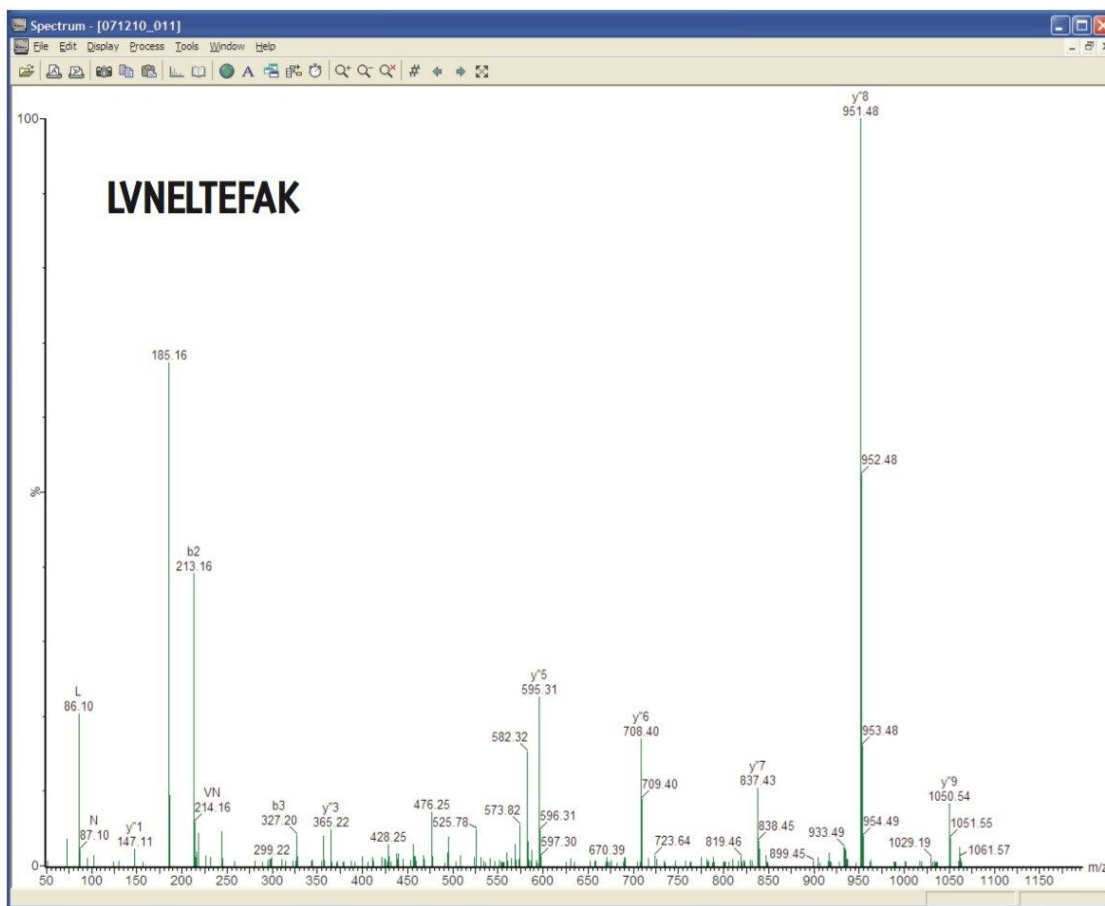 Spectrum - [071210_011]
File Edit Display Process Tools Window Help
y"8
951.48
100
LVNELTEFAK
185.16
952.48
%
b2
213.16
y"5
595.31
L
86.10
y"6
708.40
582.32
953.48
y"7
837.43
y"9
1050.54
709.40
VN
214.16
N
87.10
b3
327.20
y"3
365.22
476.25
525.78
573.82
596.31
838.45
954.49
1051.55
y"1
147.11
299.22
428.25
597.30
670.39
723.64
819.46
899.45
933.49
1029.19
1061.57
0
50 100 150 200 250 300 350 400 450 500 550 600 650 700 750 800 850 900 950 1000 1050 1100 1150
m/z